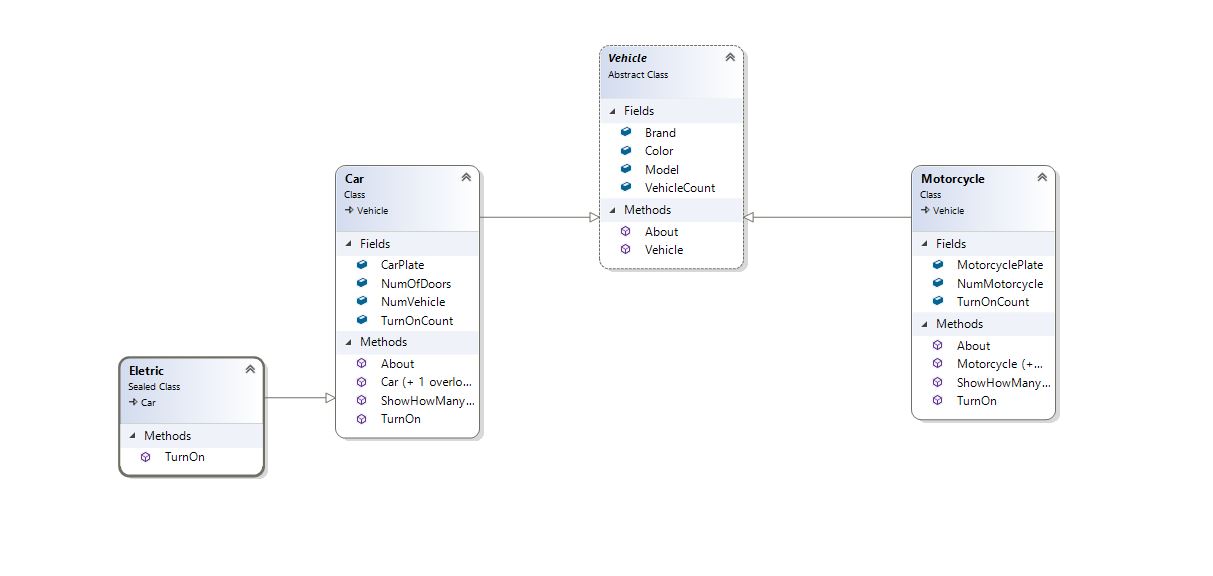 Vehicle
Abstract Class
Fields
Brand
Color
Model
VehicleCount
Methods
About
Vehicle
Car
Class
Vehicle
Fields
CarPlate
NumOfDoors
NumVehicle
TurnOnCount
Methods
About
Car (+ 1 overlo...
ShowHowMany...
TurnOn
Motorcycle
Class
Vehicle
Fields
MotorcyclePlate
NumMotorcycle
TurnOnCount
Methods
About
Motorcycle (+...
ShowHowMany...
TurnOn
Eletric
Sealed Class
Car
Methods
TurnOn